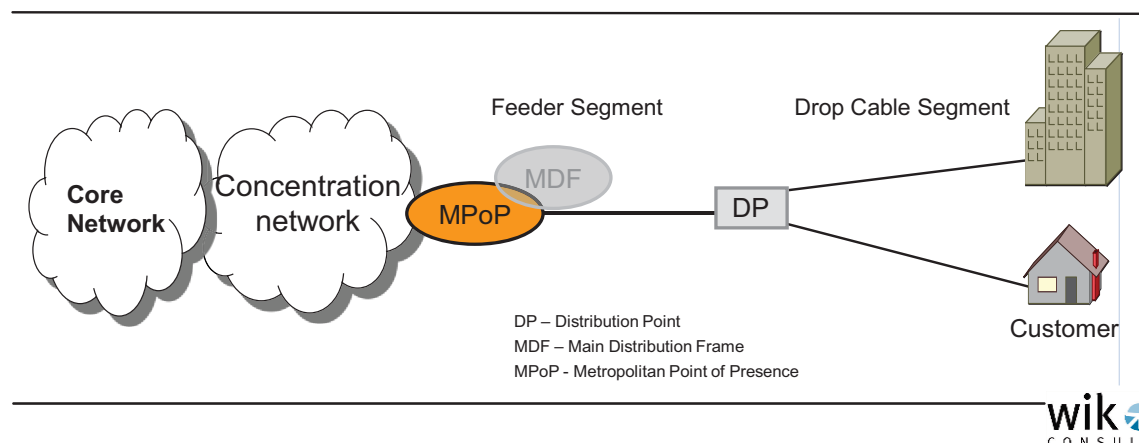 Feeder Segment
Drop Cable Segment
Core
Network
Concentration
network
MDF
MPoP
DP
Customer
DP – Distribution Point
MDF – Main Distribution Frame
MPoP - Metropolitan Point of Presence
wik
CONSUL